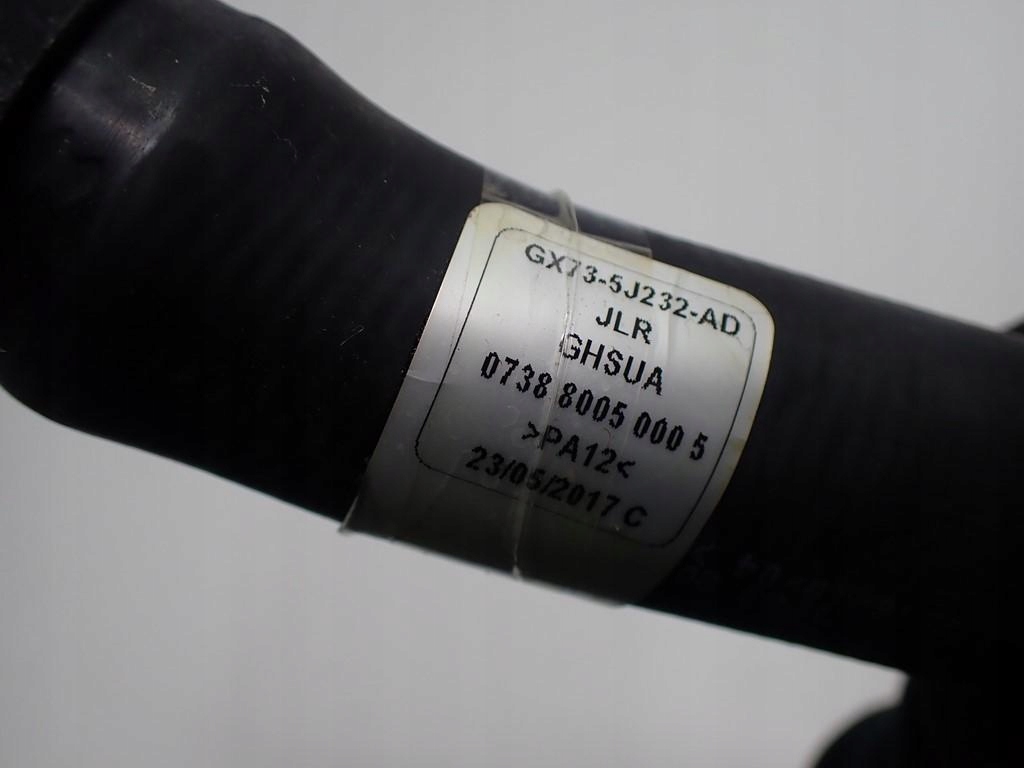 GX73-5J232-AD
JLR
GHSUA
0738 8005 000 5
>PA12<
23/05/2017 C